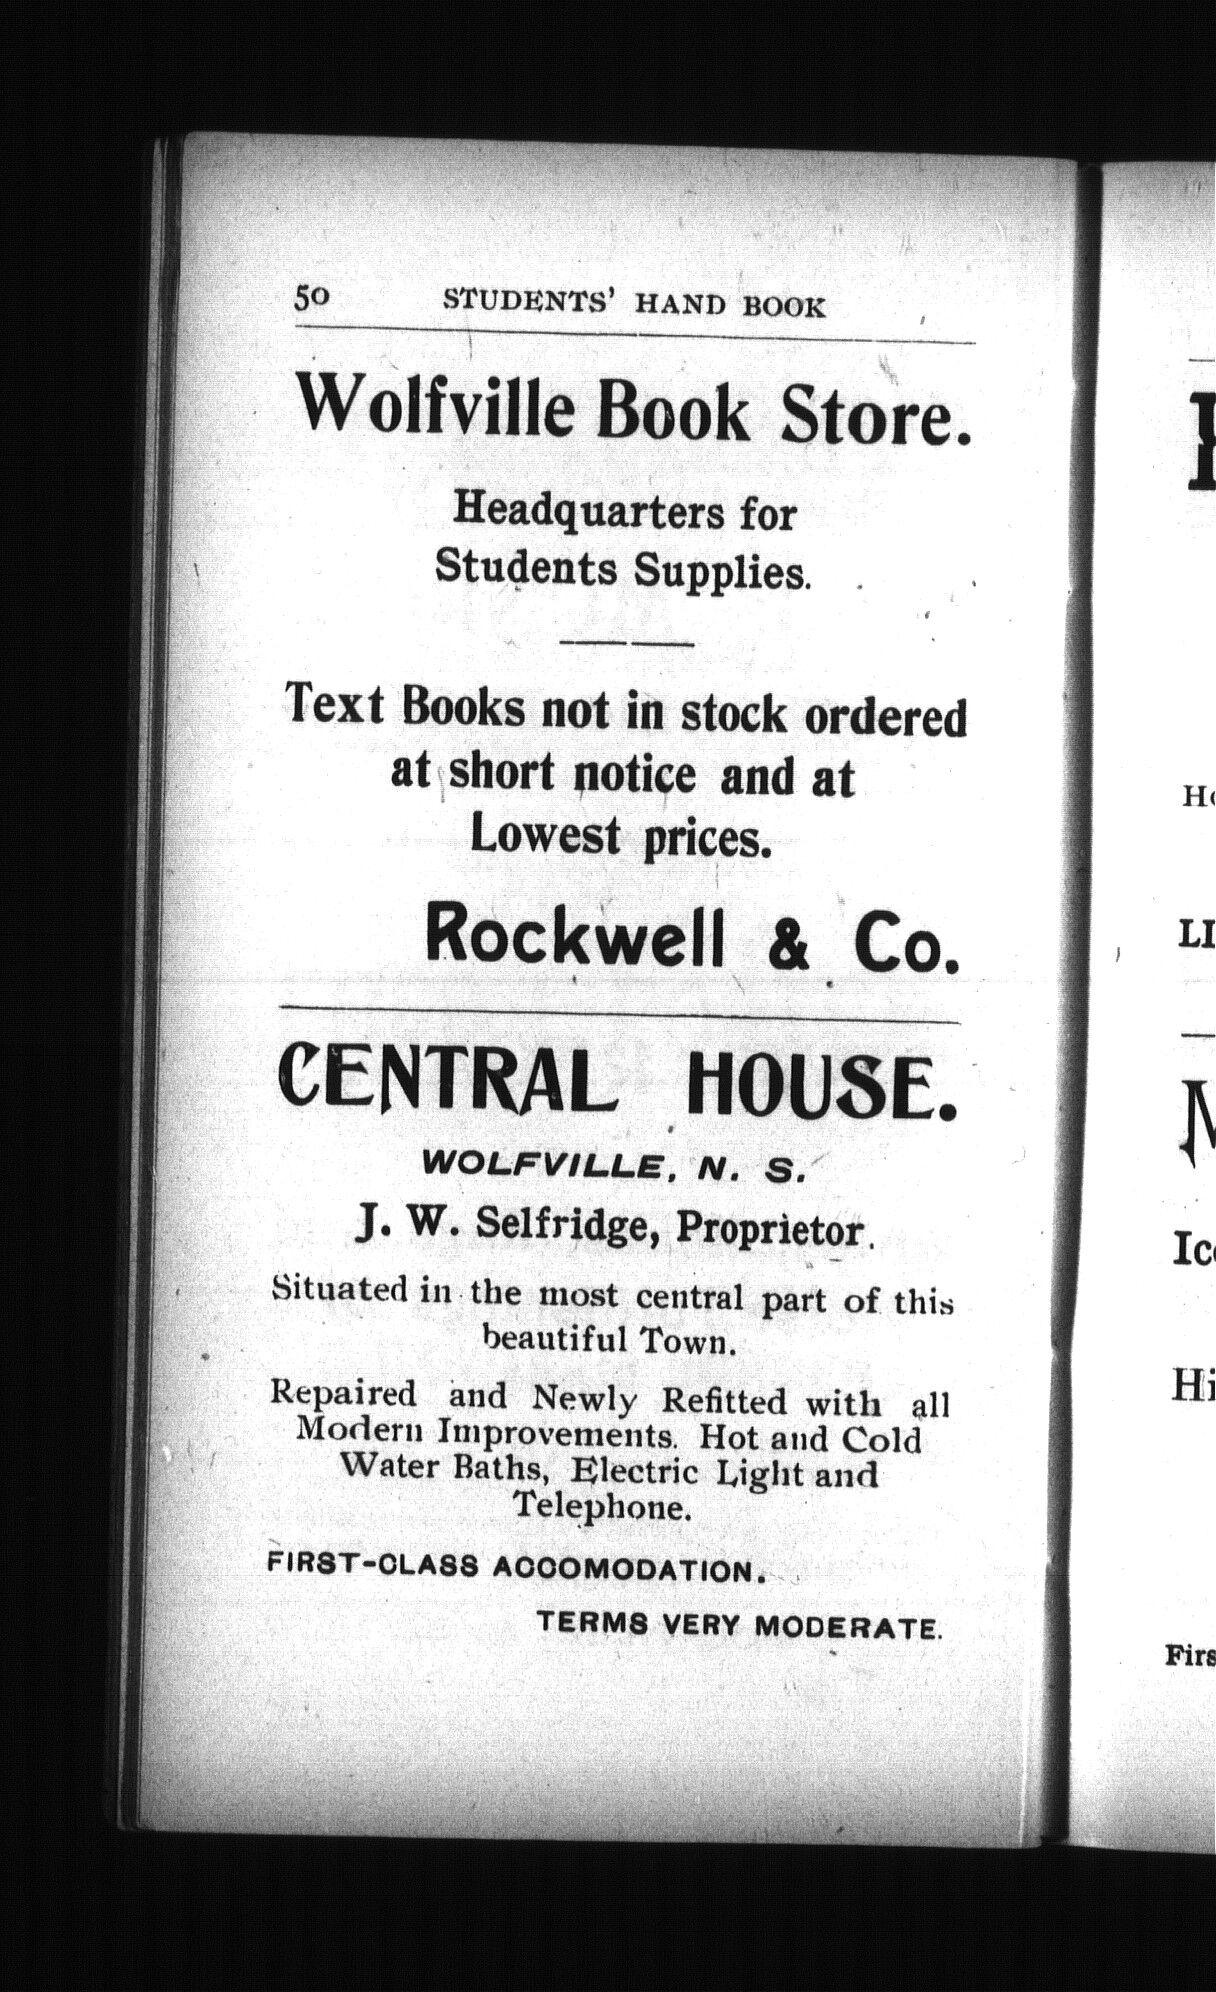 50 STUDENTS' HAND BOOK
Wolfville Book Store.
Headquarters for
Students Supplies.
Text Books not in stock ordered
at short notice and at
Lowest prices.
Rockwell & Co.
CENTRAL HOUSE.
WOLFVILLE, N. S.
J. W. Selfridge, Proprietor.
Situated in the most central part of this
beautiful Town.
Repaired and Newly Refitted with all
Modern Improvements. Hot and Cold
Water Baths, Electric Light and
Telephone.
FIRST-CLASS ACCOMODATION.
TERMS VERY MODERATE.